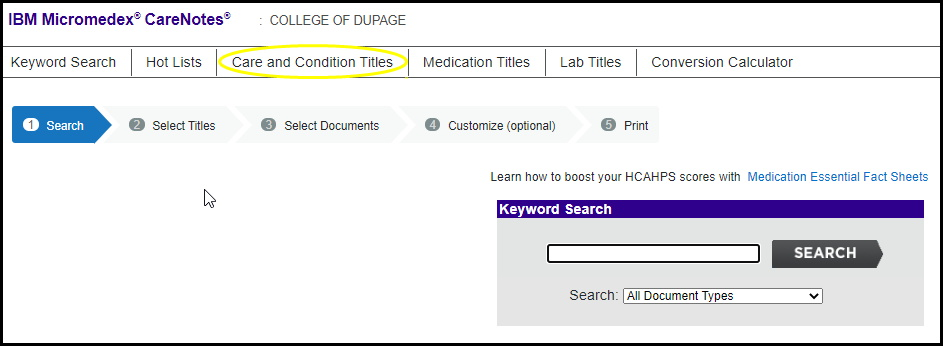 IBM Micromedex® CareNotes® : COLLEGE OF DUPAGE
Keyword Search Hot Lists Care and Condition Titles Medication Titles Lab Titles Conversion Calculator
1 Search 2 Select Titles 3 Select Documents 4 Customize (optional) 5 Print
Learn how to boost your HCAHPS scores with Medication Essential Fact Sheets
Keyword Search
SEARCH
Search: All Document Types